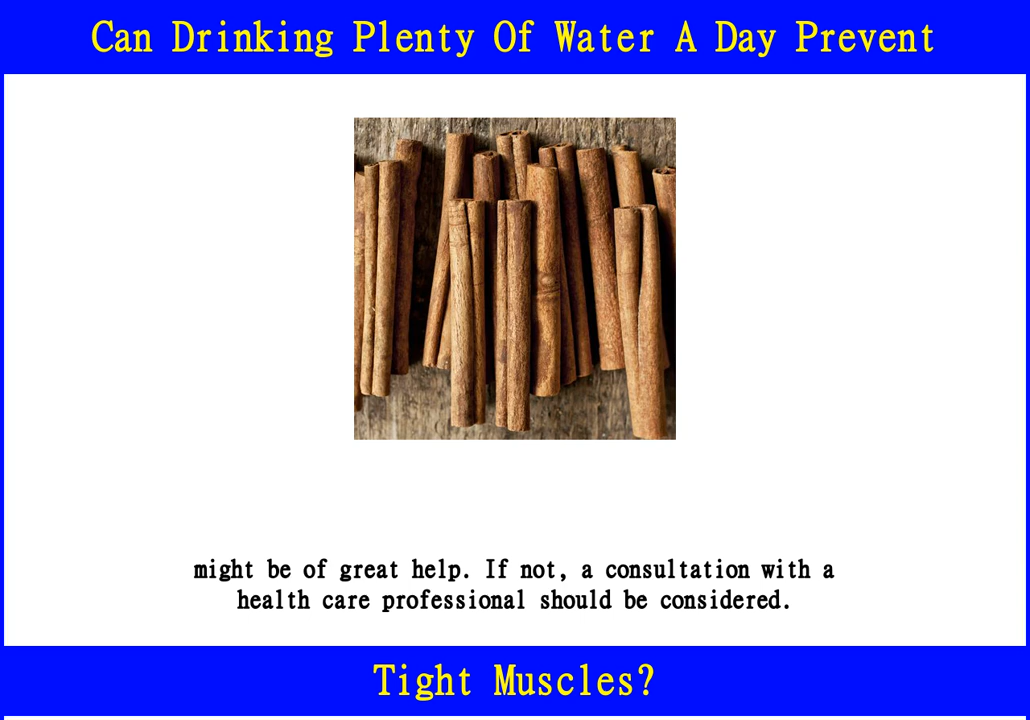 Can Drinking Plenty Of Water A Day Prevent
might be of great help. If not, a consultation with a
health care professional should be considered.
Tight Muscles?